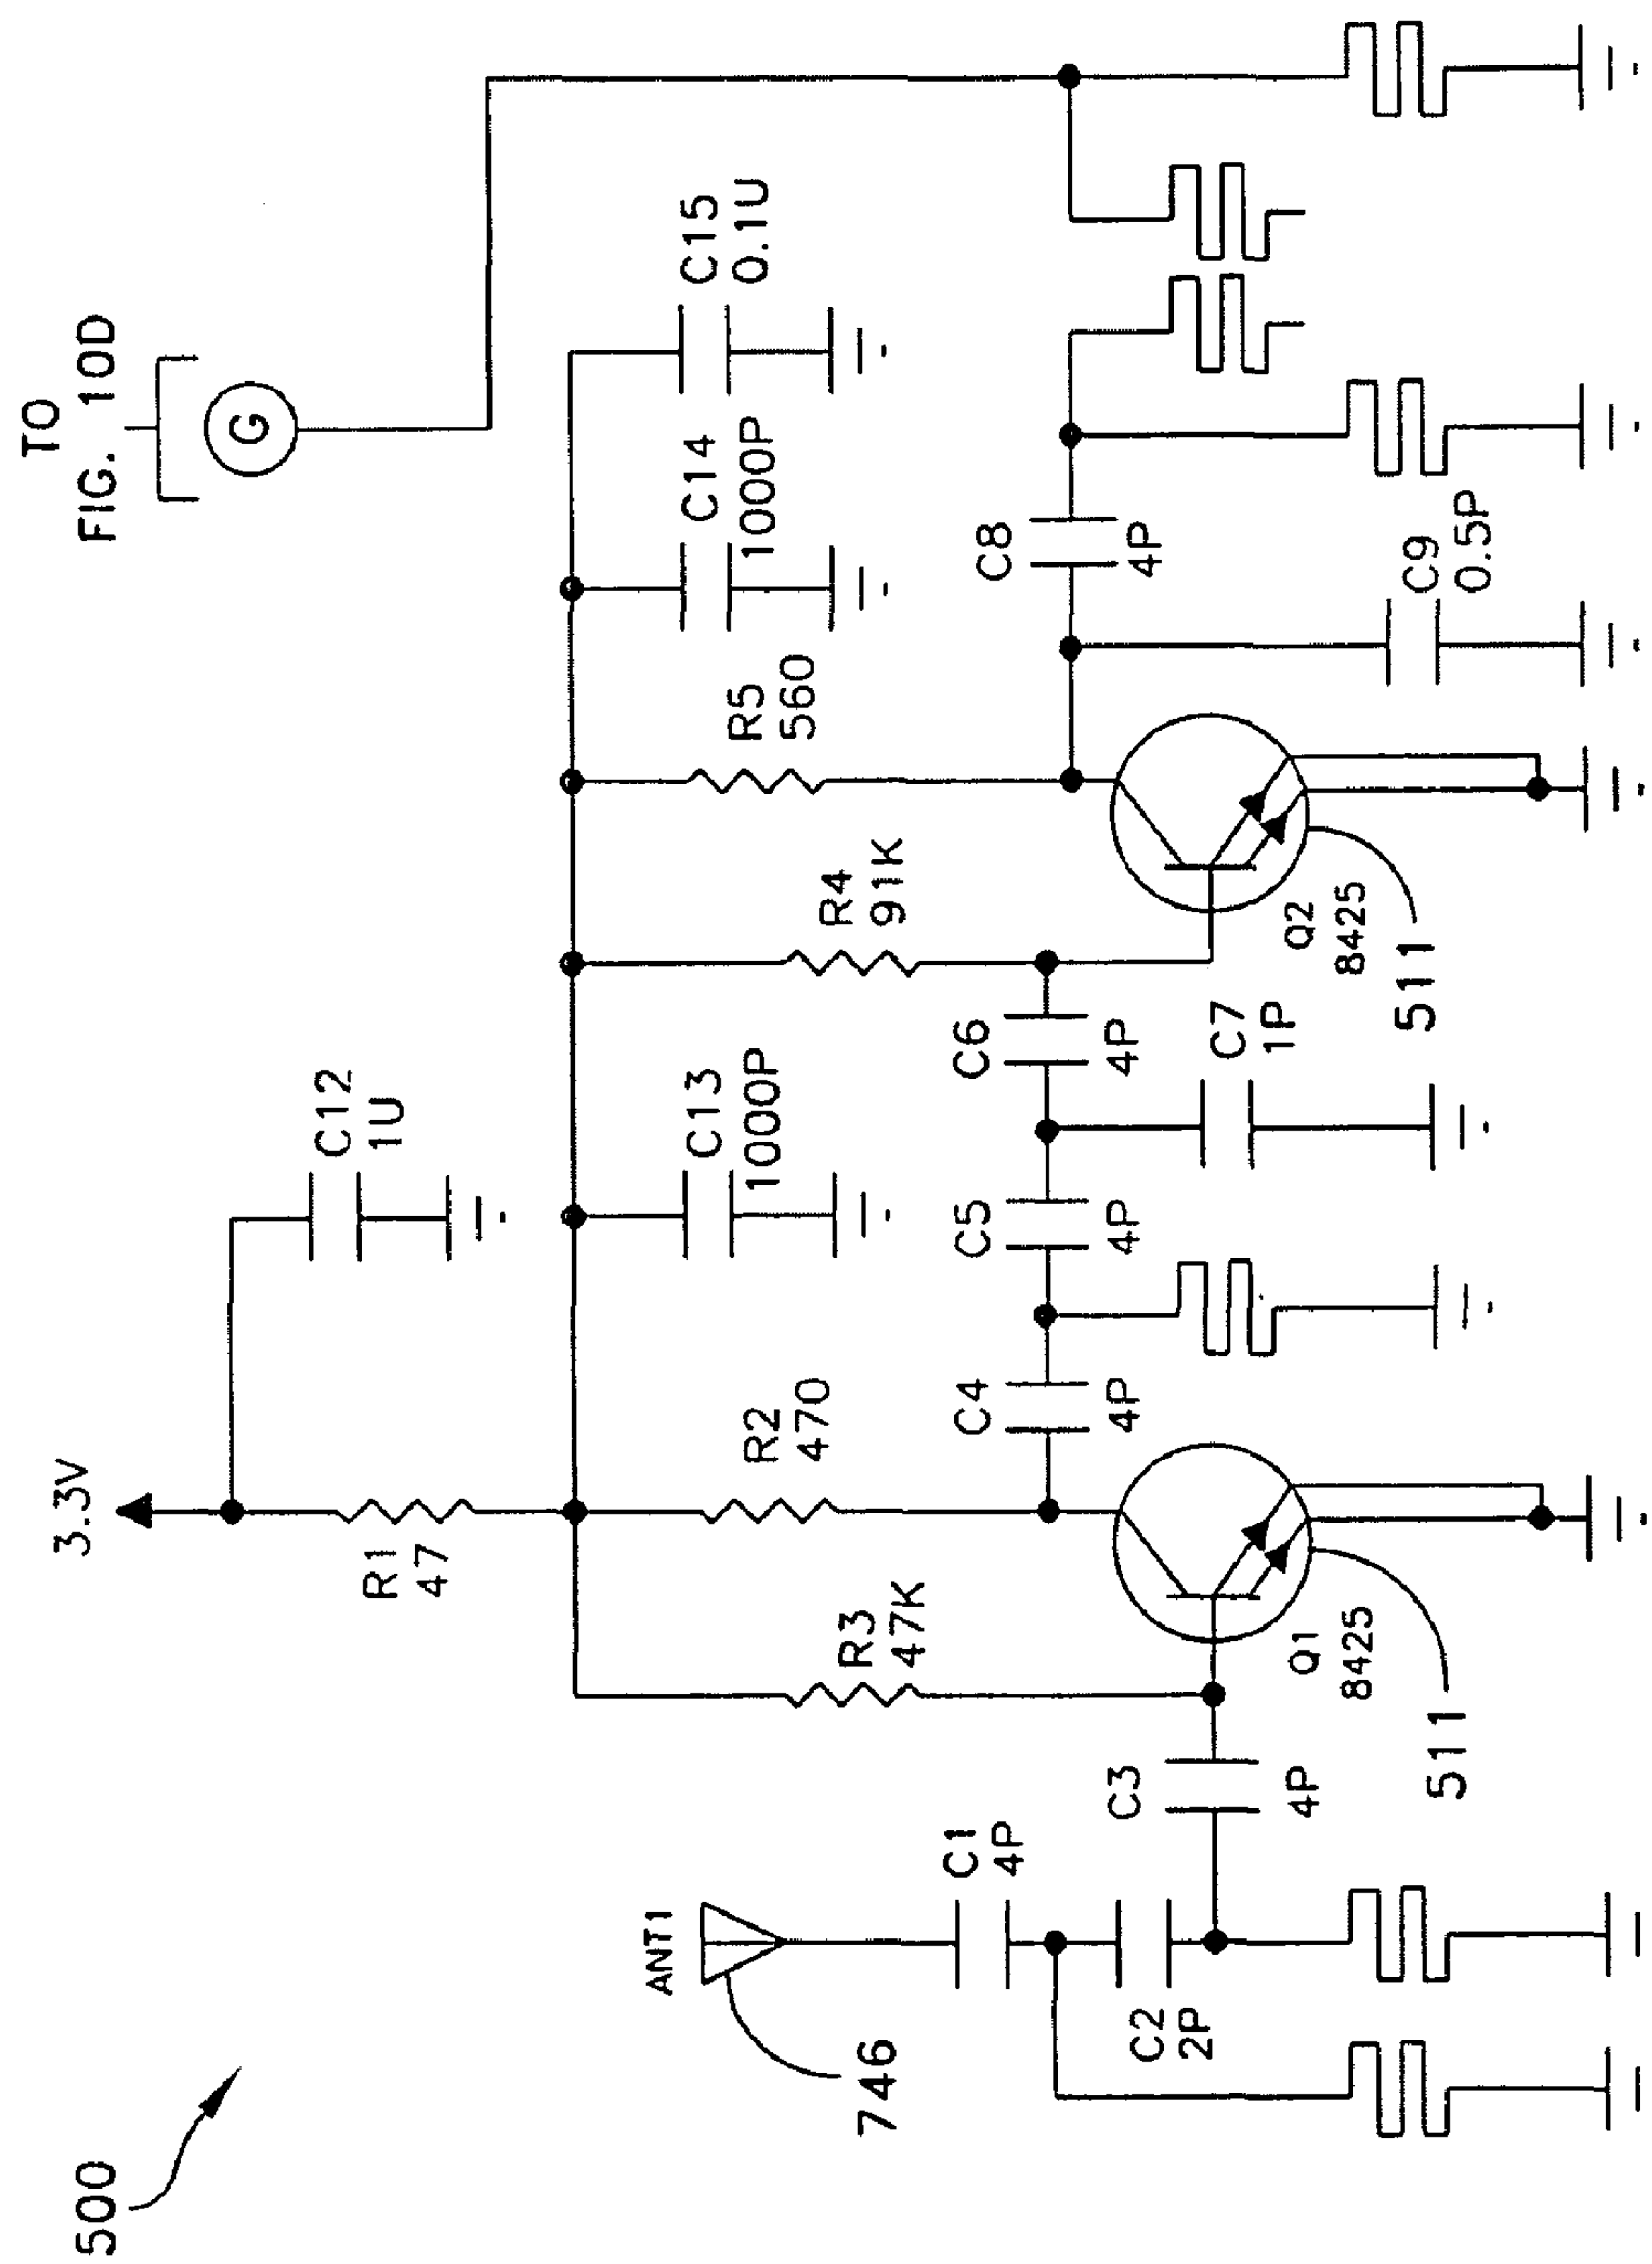 500
3.3V
C12
1U
R1
47
TO
FIG. 10D
G
R3
47K
R2
470
C13
1000P
R4
91K
R5
560
C14
1000P
C15
0.1U
ANT1
746
C1
4P
C2
2P
C3
4P
Q1
8425
511
C4
4P
C5
4P
C6
4P
C7
1P
Q2
8425
511
C8
4P
C9
0.5P